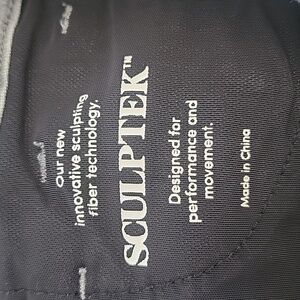 Our new
innovative sculpting
fiber technology.
SCULPTEK™
Designed for
performance and
movement.
Made in China